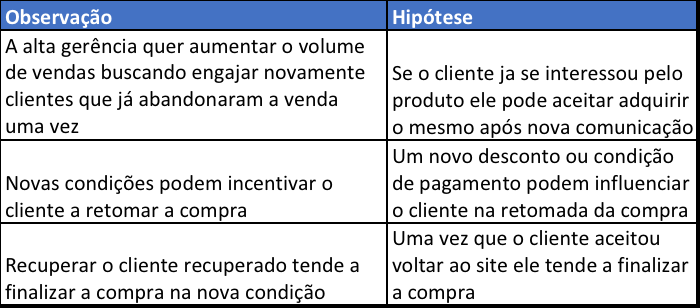 Observação
Hipótese
A alta gerência quer aumentar o volume
de vendas buscando engajar novamente
clientes que já abandonaram a venda
uma vez
Se o cliente ja se interessou pelo
produto ele pode aceitar adquirir
o mesmo após nova comunicação
Novas condições podem incentivar o
cliente a retomar a compra
Um novo desconto ou condição
de pagamento podem influenciar
o cliente na retomada da compra
Recuperar o cliente recuperado tende a
finalizar a compra na nova condição
Uma vez que o cliente aceitou
voltar ao site ele tende a finalizar
a compra